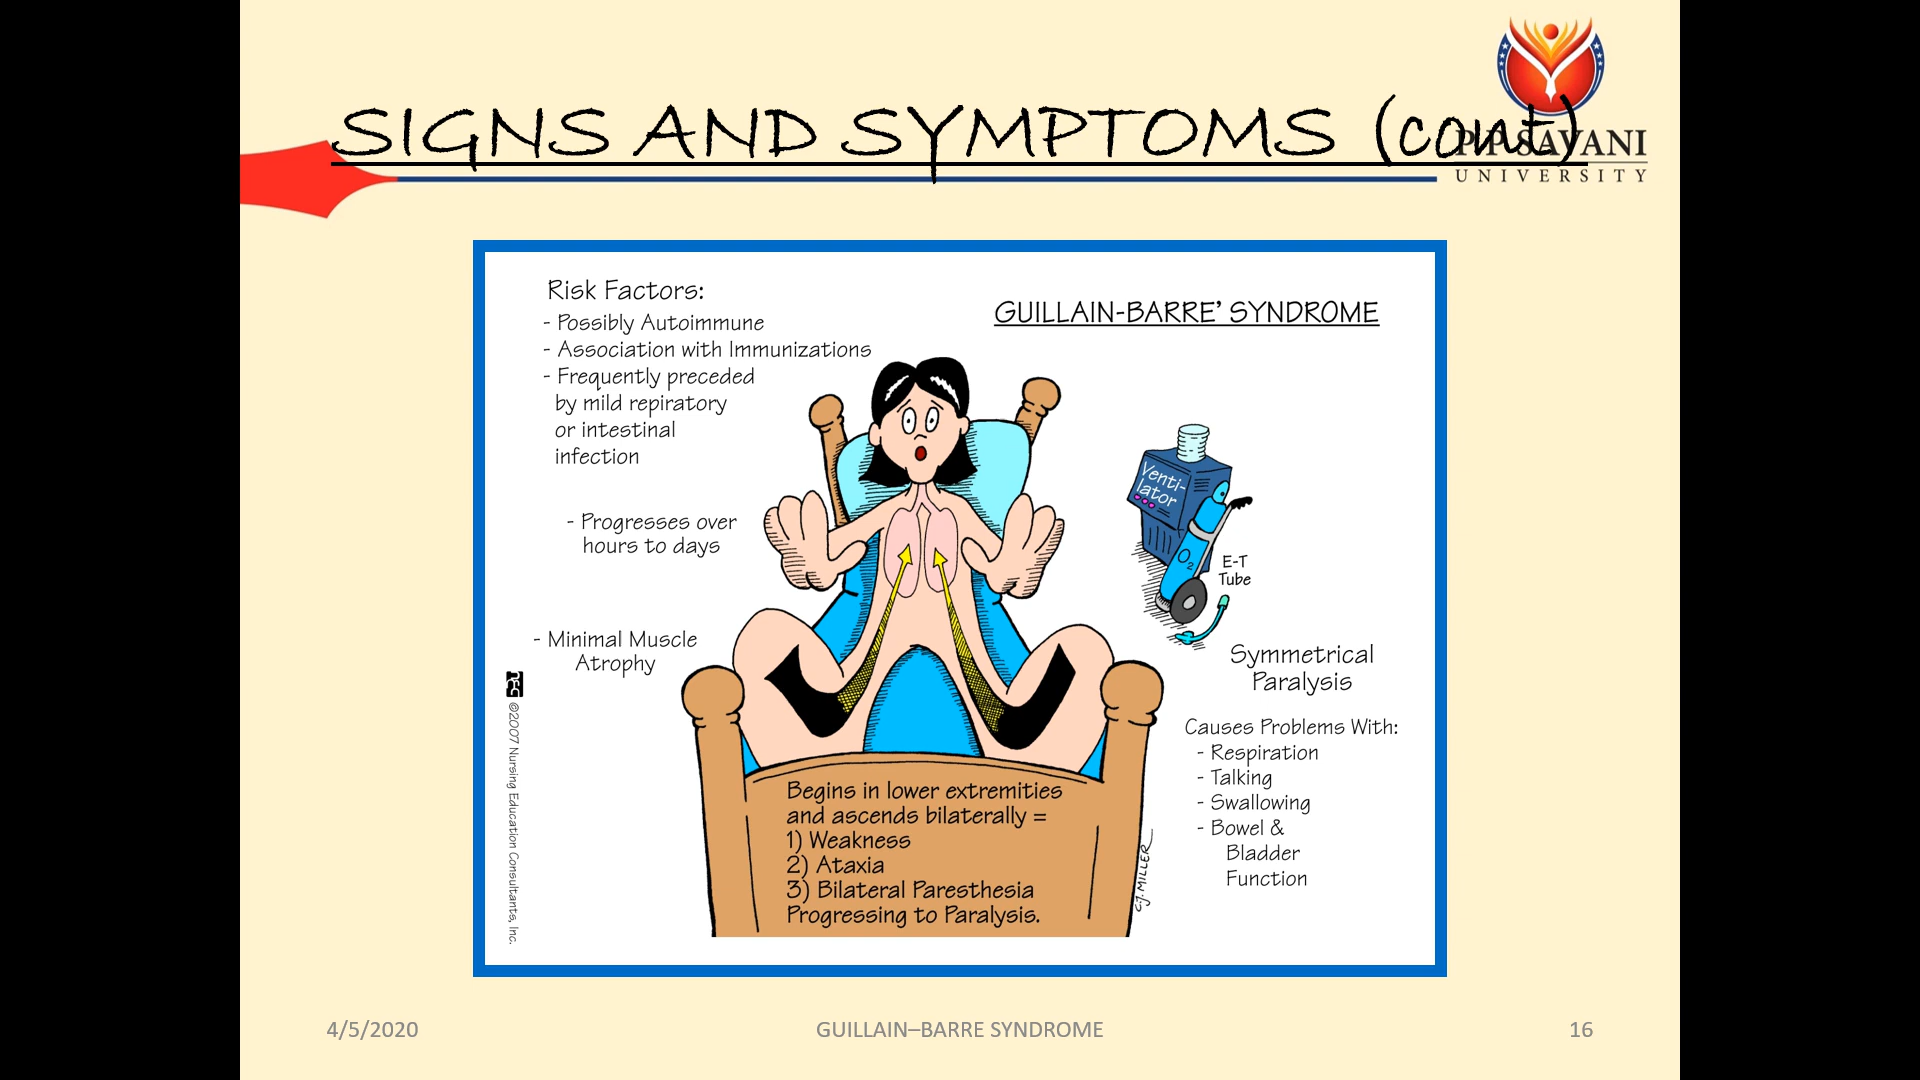 SIGNS AND SYMPTOMS (cont)
P P SAVANI
UNIVERSITY
GUILLAIN-BARRE' SYNDROME
Risk Factors:
- Possibly Autoimmune
- Association with Immunizations
- Frequently preceded
by mild repiratory
or intestinal
infection
- Progresses over
hours to days
- Minimal Muscle
Atrophy
Venti-
lator
O2
E-T
Tube
Symmetrical
Paralysis
Causes Problems With:
- Respiration
- Talking
- Swallowing
- Bowel &
Bladder
Function
Begins in lower extremities
and ascends bilaterally =
1) Weakness
2) Ataxia
3) Bilateral Paresthesia
Progressing to Paralysis.
C.J. MILLER
©2007 Nursing Education Consultants, Inc.
4/5/2020
GUILLAIN–BARRE SYNDROME
16